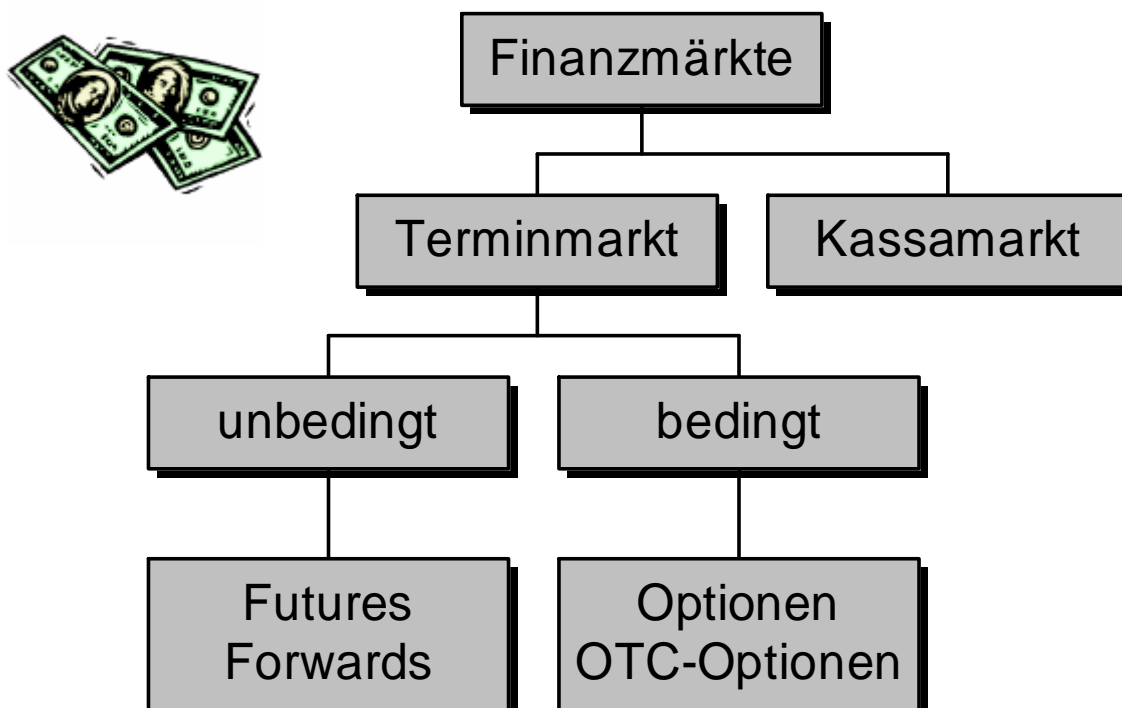 Finanzmärkte
Terminmarkt
Kassamarkt
unbedingt
bedingt
Futures
Forwards
Optionen
OTC-Optionen